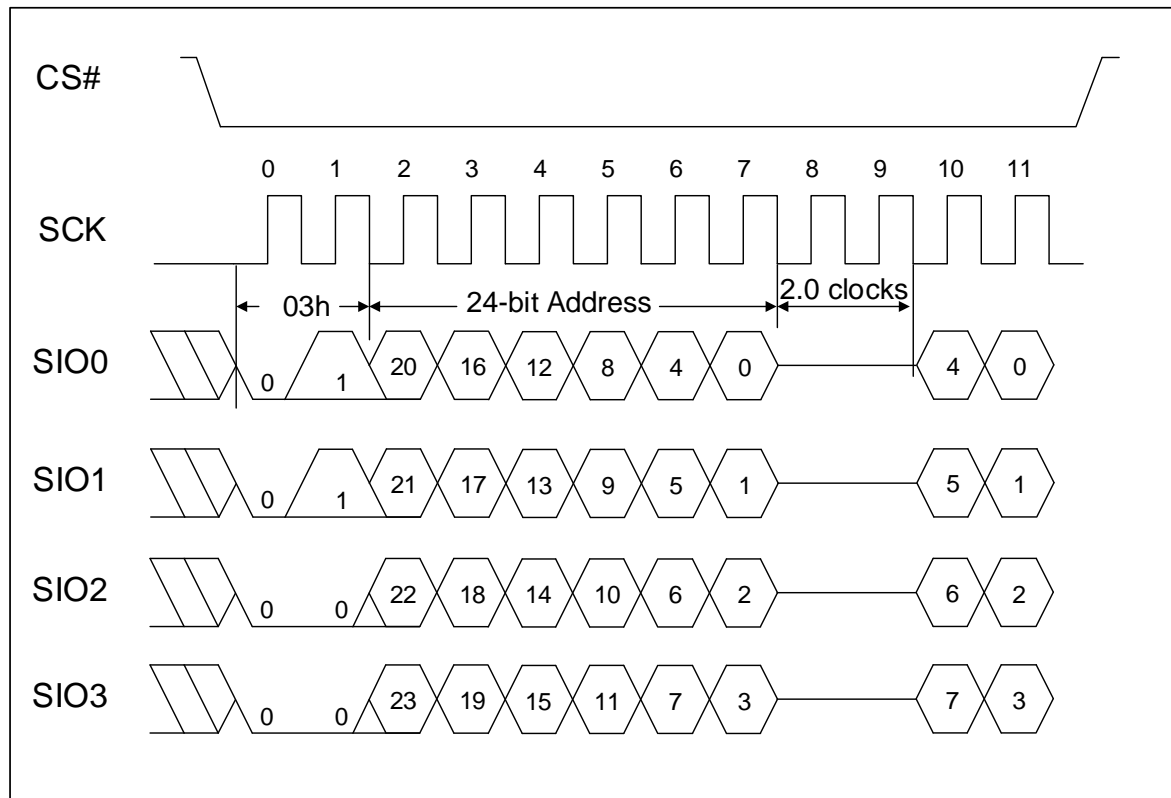 CS#
0 1 2 3 4 5 6 7 8 9 10 11
SCK
03h 24-bit Address 2.0 clocks
SIO0 0 1 20 16 12 8 4 0 4 0
SIO1 0 1 21 17 13 9 5 1 5 1
SIO2 0 0 22 18 14 10 6 2 6 2
SIO3 0 0 23 19 15 11 7 3 7 3